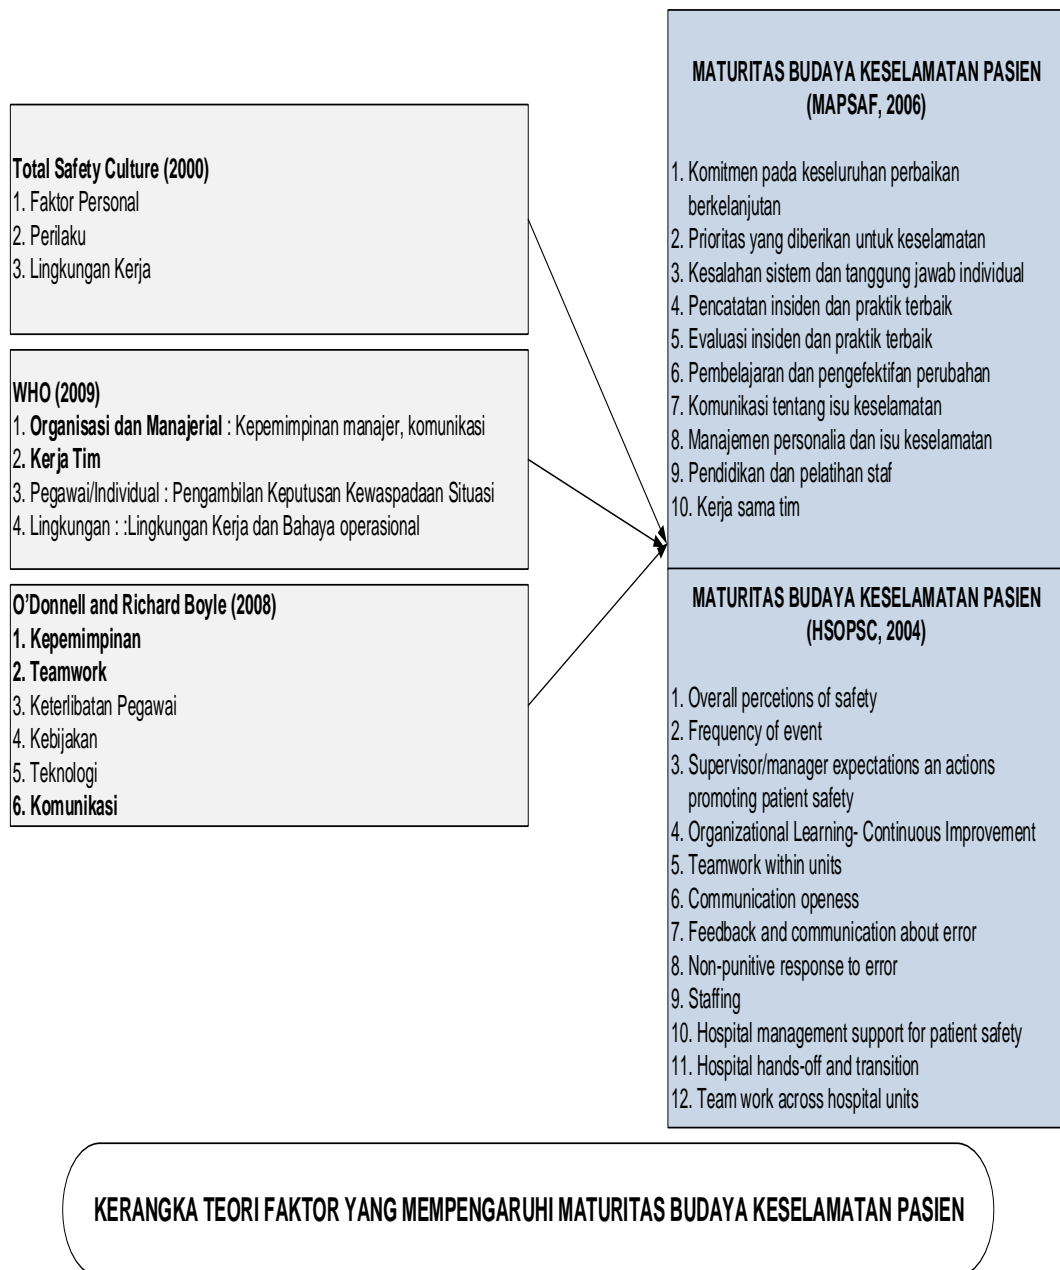 Total Safety Culture (2000)
1. Faktor Personal
2. Perilaku
3. Lingkungan Kerja
WHO (2009)
1. Organisasi dan Manajerial : Kepemimpinan manajer, komunikasi
2. Kerja Tim
3. Pegawai/Individual : Pengambilan Keputusan Kewaspadaan Situasi
4. Lingkungan : :Lingkungan Kerja dan Bahaya operasional
O'Donnell and Richard Boyle (2008)
1. Kepemimpinan
2. Teamwork
3. Keterlibatan Pegawai
4. Kebijakan
5. Teknologi
6. Komunikasi
MATURITAS BUDAYA KESELAMATAN PASIEN
(MAPSAF, 2006)
1. Komitmen pada keseluruhan perbaikan
berkelanjutan
2. Prioritas yang diberikan untuk keselamatan
3. Kesalahan sistem dan tanggung jawab individual
4. Pencatatan insiden dan praktik terbaik
5. Evaluasi insiden dan praktik terbaik
6. Pembelajaran dan pengefektifan perubahan
7. Komunikasi tentang isu keselamatan
8. Manajemen personalia dan isu keselamatan
9. Pendidikan dan pelatihan staf
10. Kerja sama tim
MATURITAS BUDAYA KESELAMATAN PASIEN
(HSOPSC, 2004)
1. Overall percetions of safety
2. Frequency of event
3. Supervisor/manager expectations an actions
promoting patient safety
4. Organizational Learning- Continuous Improvement
5. Teamwork within units
6. Communication openess
7. Feedback and communication about error
8. Non-punitive response to error
9. Staffing
10. Hospital management support for patient safety
11. Hospital hands-off and transition
12. Team work across hospital units
KERANGKA TEORI FAKTOR YANG MEMPENGARUHI MATURITAS BUDAYA KESELAMATAN PASIEN